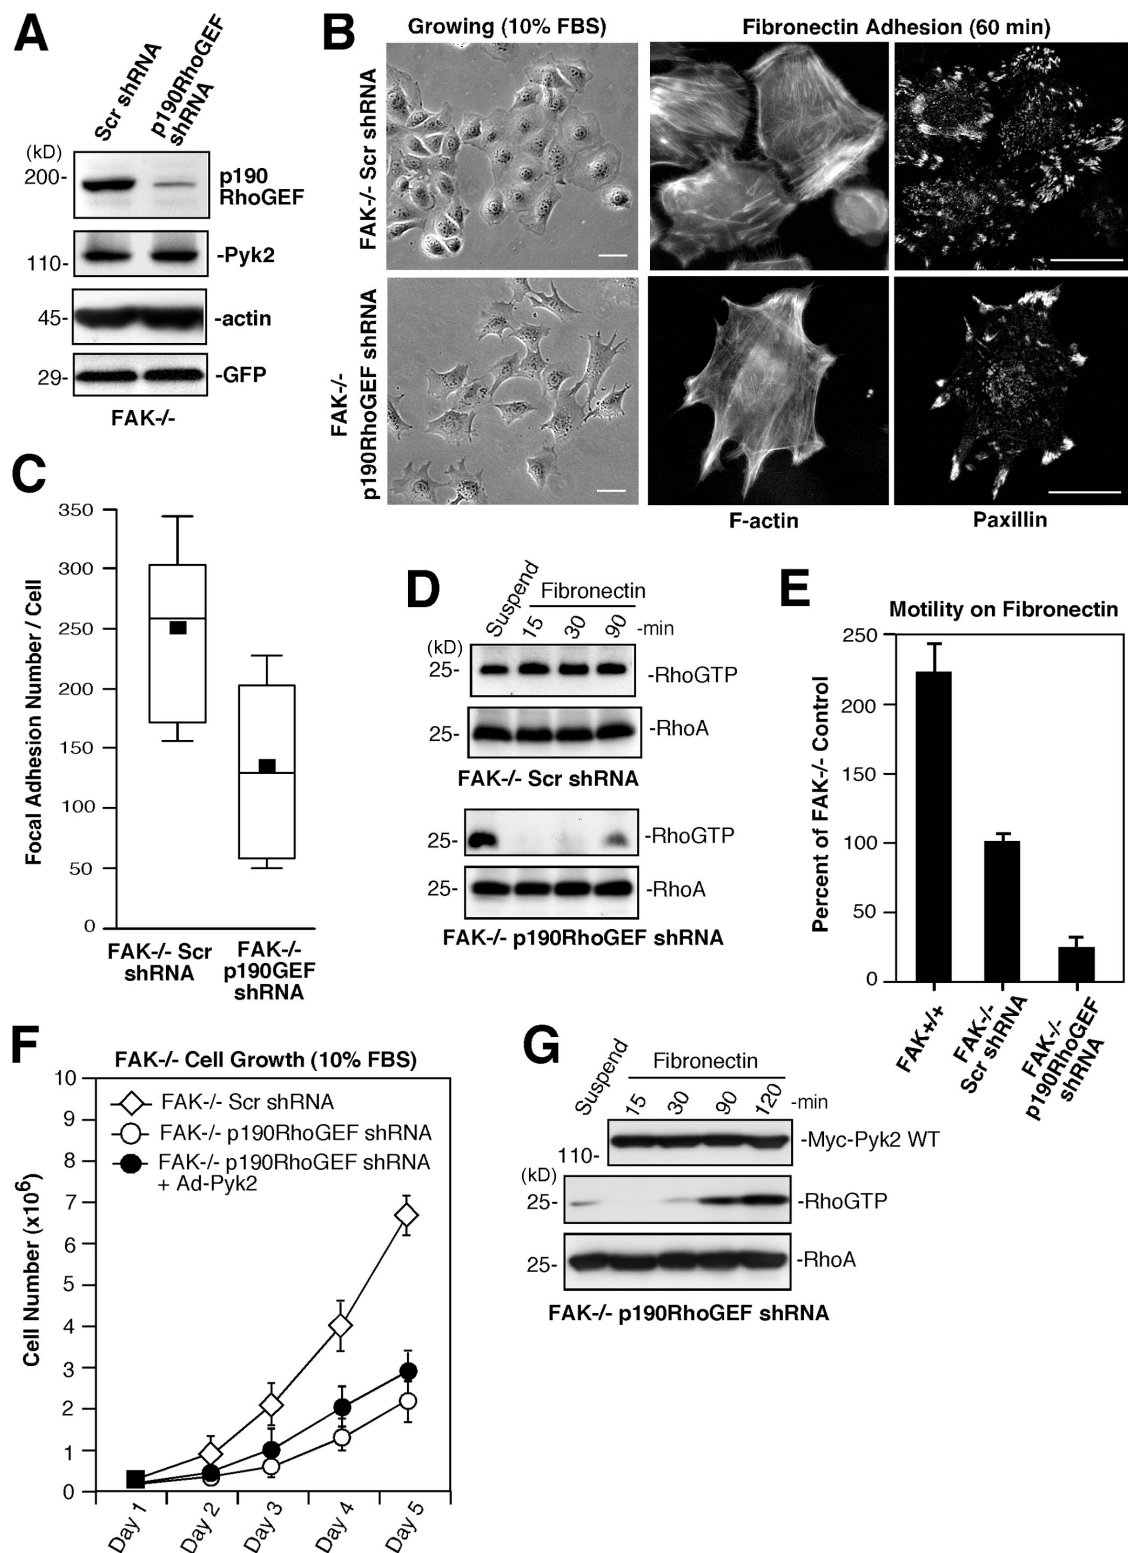 A
Scr shRNA
p190RhoGEF
shRNA
(kD)
200-
p190
RhoGEF
110-
-Pyk2
45-
-actin
29-
-GFP
FAK-/-
B
Growing (10% FBS)
Fibronectin Adhesion (60 min)
FAK-/- Scr shRNA
FAK-/-
p190RhoGEF shRNA
F-actin
Paxillin
C
Focal Adhesion Number / Cell
350
300
250
200
150
100
50
0
FAK-/- Scr
shRNA
FAK-/-
p190GEF
shRNA
D
Suspend
Fibronectin
15
30
90
-min
(kD)
25-
-RhoGTP
25-
-RhoA
FAK-/- Scr shRNA
25-
-RhoGTP
25-
-RhoA
FAK-/- p190RhoGEF shRNA
E
Motility on Fibronectin
Percent of FAK-/- Control
250
200
150
100
50
0
FAK+/+
FAK-/-
Scr shRNA
FAK-/-
p190RhoGEF
shRNA
F
FAK-/- Cell Growth (10% FBS)
Cell Number (x10⁶)
10
9
8
7
6
5
4
3
2
1
0
FAK-/- Scr shRNA
FAK-/- p190RhoGEF shRNA
FAK-/- p190RhoGEF shRNA
+ Ad-Pyk2
Day 1
Day 2
Day 3
Day 4
Day 5
G
Suspend
Fibronectin
15
30
90
120
-min
110-
-Myc-Pyk2 WT
(kD)
25-
-RhoGTP
25-
-RhoA
FAK-/- p190RhoGEF shRNA